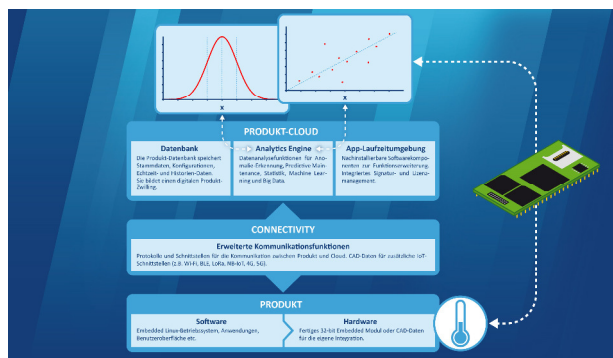 x
x
PRODUKT-CLOUD
Datenbank
Die Produkt-Datenbank speichert
Stammdaten, Konfigurationen,
Echtzeit- und Historien-Daten.
Sie bildet einen digitalen Produkt-
Zwilling.
Analytics Engine
Datenanalysefunktionen für Ano-
malie-Erkennung, Predictive Main-
tenance, Statistik, Machine Lear-
ning und Big Data.
App-Laufzeitumgebung
Nachinstallierbare Softwarekompo-
nenten zur Funktionserweiterung.
Integriertes Signatur- und Lizenz-
management.
CONNECTIVITY
Erweiterte Kommunikationsfunktionen
Protokolle und Schnittstellen für die Kommunikation zwischen Produkt und Cloud. CAD-Daten für zusätzliche IoT-
Schnittstellen (z.B. Wi-Fi, BLE, LoRa, NB-IoT, 4G, 5G).
PRODUKT
Software
Embedded Linux-Betriebssystem, Anwendungen,
Benutzeroberfläche etc.
Hardware
Fertiges 32-bit Embedded Modul oder CAD-Daten
für die eigene Integration.